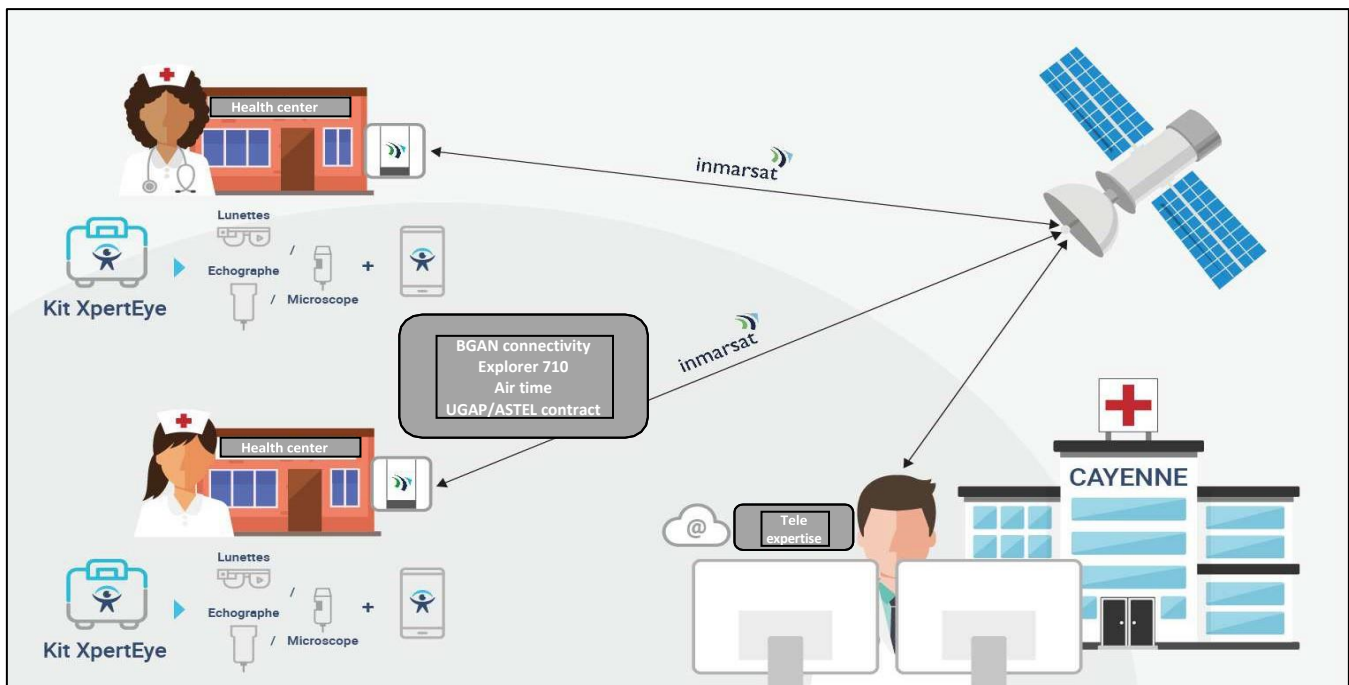 Health center
inmarsat
Lunettes
/
Echographe
+
/ Microscope
Kit XpertEye
BGAN connectivity
Explorer 710
Air time
UGAP/ASTEL contract
inmarsat
Health center
CAYENNE
@
Tele
expertise
Lunettes
/
Echographe
+
/ Microscope
Kit XpertEye